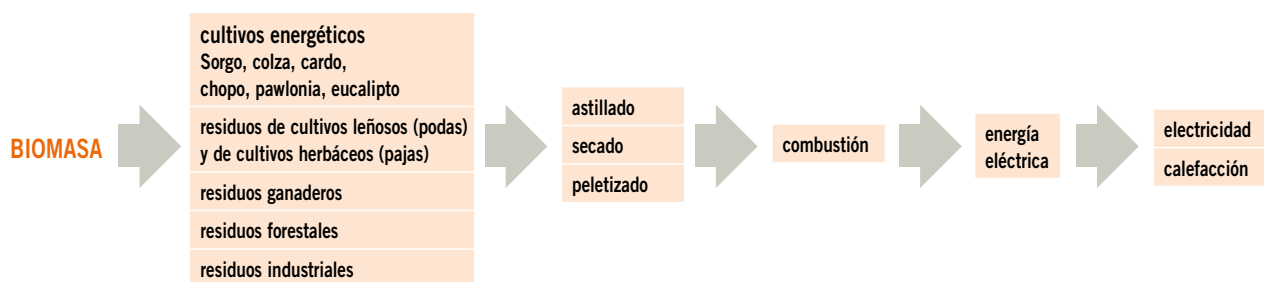 BIOMASA
cultivos energéticos
Sorgo, colza, cardo,
chopo, pawlonia, eucalipto
residuos de cultivos leñosos (podas)
y de cultivos herbáceos (pajas)
residuos ganaderos
residuos forestales
residuos industriales
astillado
secado
peletizado
combustión
energía
eléctrica
electricidad
calefacción